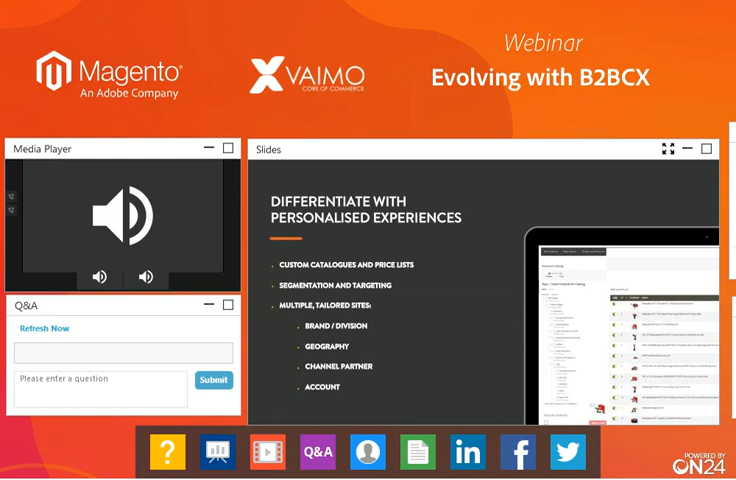 Webinar
Magento®
An Adobe Company
VAIMO
CORE OF COMMERCE
Evolving with B2BCX
Media Player
Slides
DIFFERENTIATE WITH
PERSONALISED EXPERIENCES
CUSTOM CATALOGUES AND PRICE LISTS
SEGMENTATION AND TARGETING
MULTIPLE, TAILORED SITES:
BRAND / DIVISION
GEOGRAPHY
CHANNEL PARTNER
ACCOUNT
Q&A
Refresh Now
Please enter a question
Submit
?
Q&A
in
f
POWERED BY
ON24